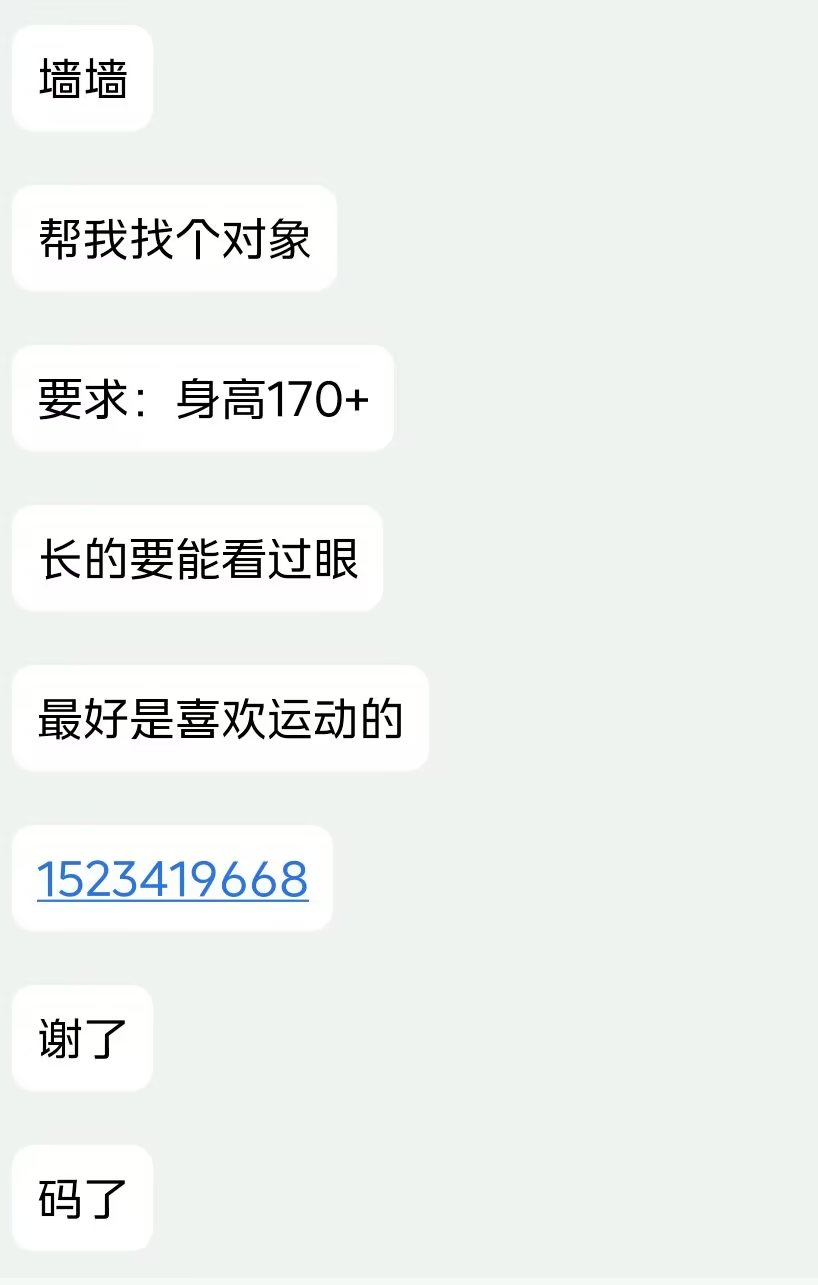 墙墙
帮我找个对象
要求：身高170+
长的要能看过眼
最好是喜欢运动的
1523419668
谢了
码了